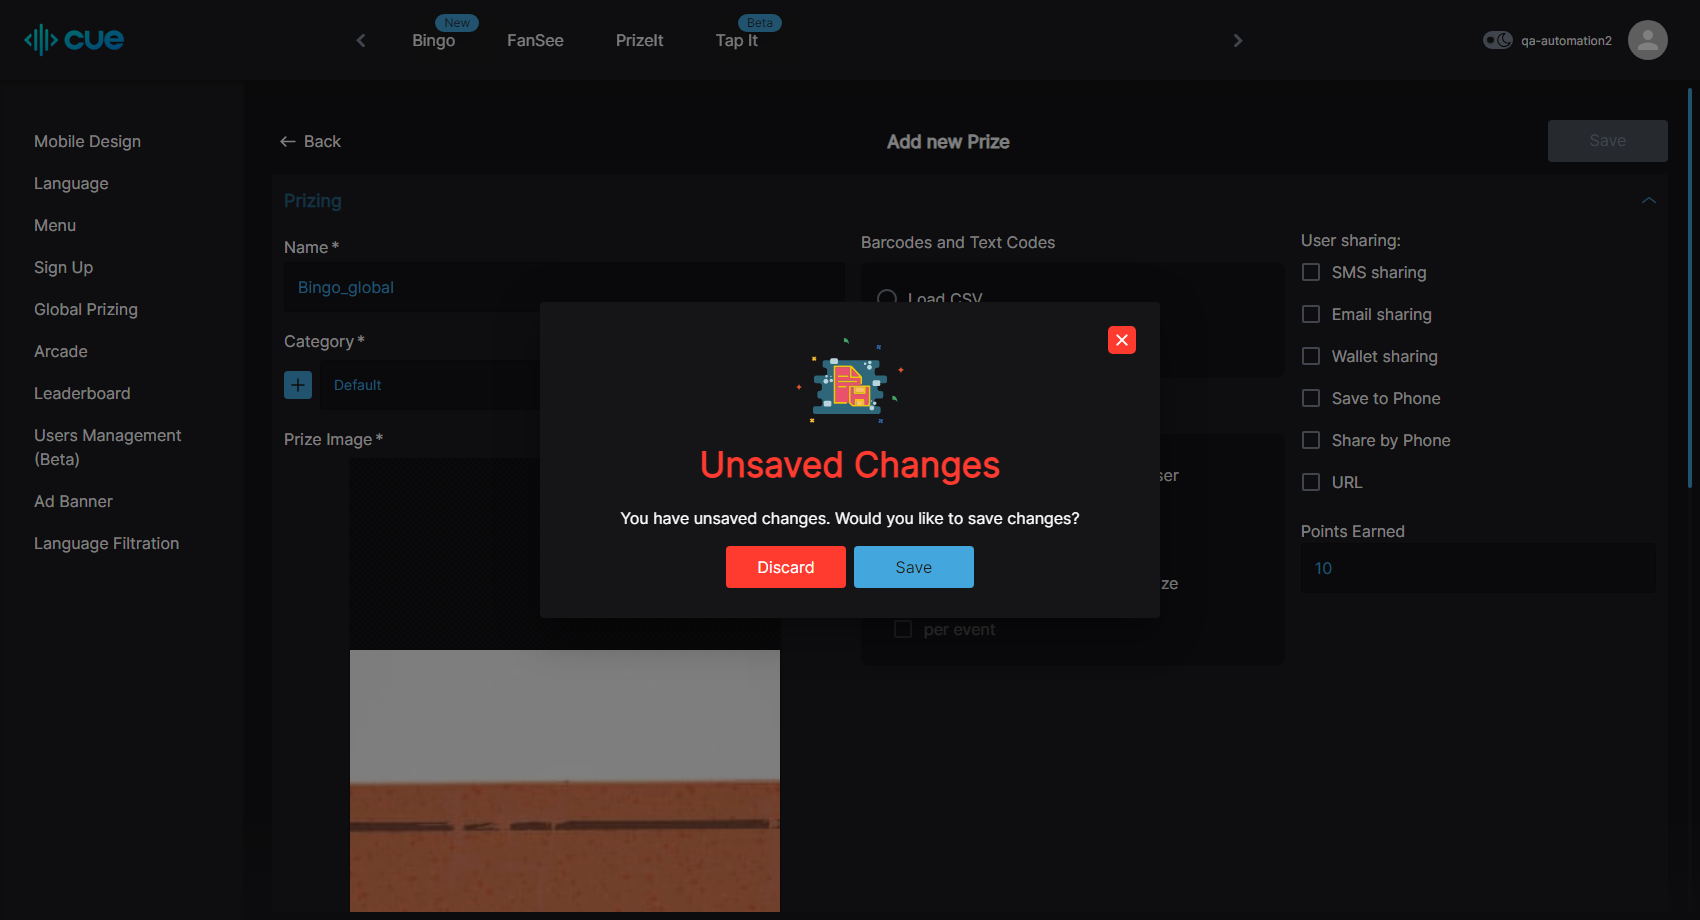 cue
Bingo
New
FanSee
PrizeIt
Tap It
Beta
qa-automation2
Mobile Design
Language
Menu
Sign Up
Global Prizing
Arcade
Leaderboard
Users Management
(Beta)
Ad Banner
Language Filtration
Back
Add new Prize
Save
Prizing
Name *
Bingo_global
Category *
Default
Prize Image *
Barcodes and Text Codes
Load CSV
per event
User sharing:
SMS sharing
Email sharing
Wallet sharing
Save to Phone
Share by Phone
URL
Points Earned
10
Unsaved Changes
You have unsaved changes. Would you like to save changes?
Discard
Save